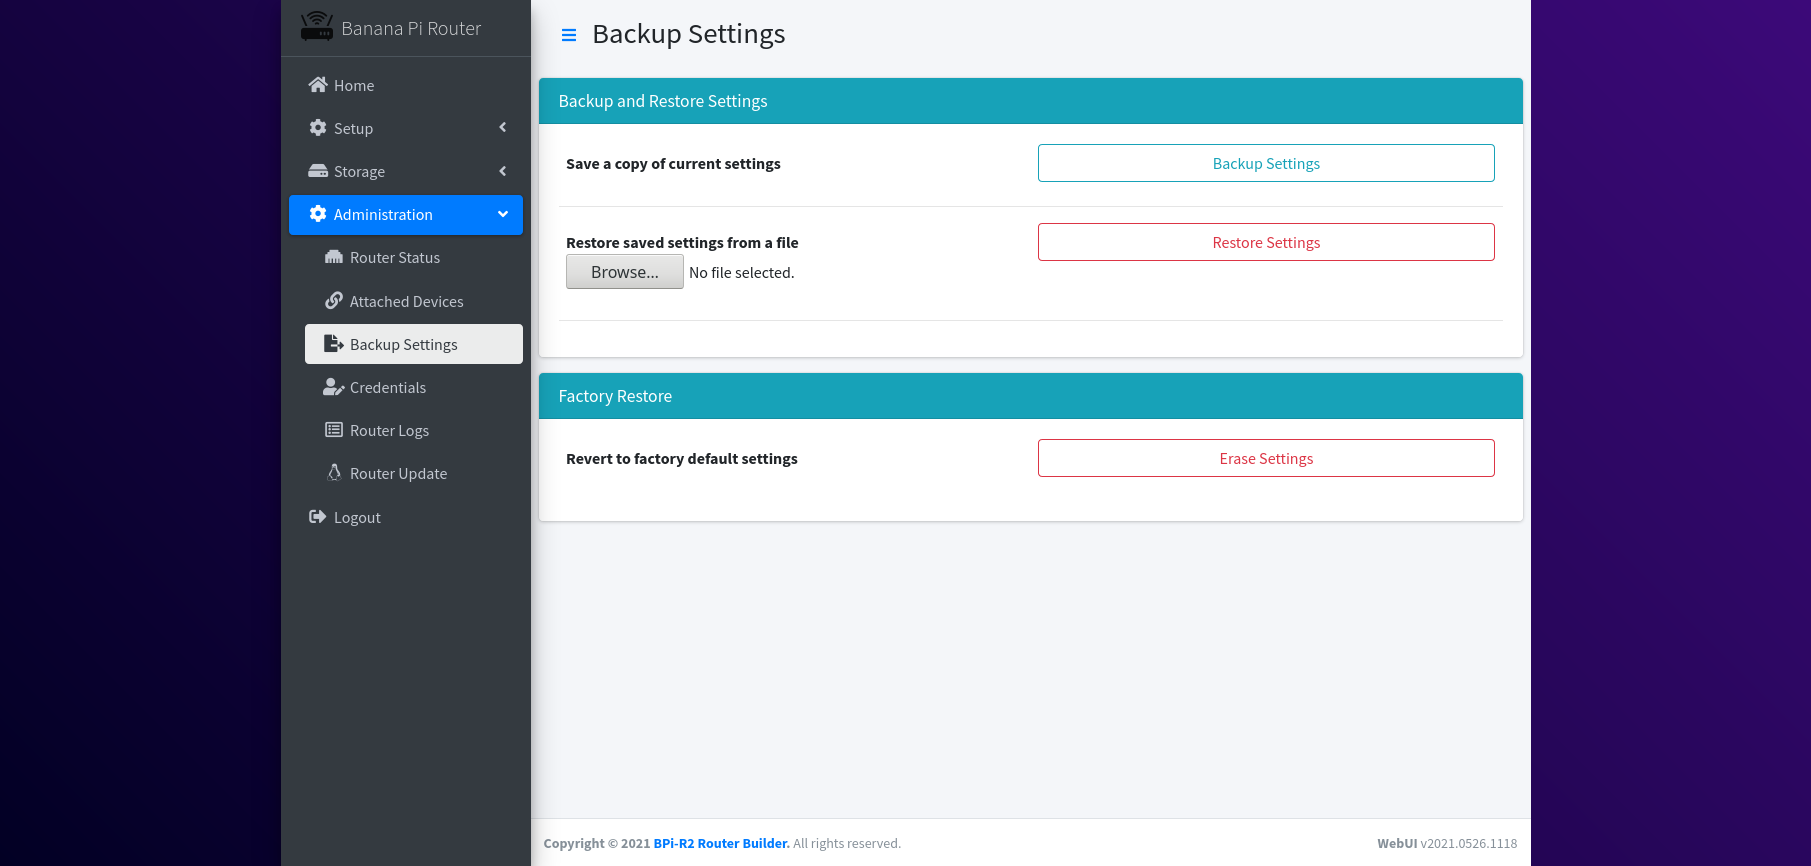 Banana Pi Router
Home
Setup
Storage
Administration
Router Status
Attached Devices
Backup Settings
Credentials
Router Logs
Router Update
Logout
Backup Settings
Backup and Restore Settings
Save a copy of current settings
Backup Settings
Restore saved settings from a file
Restore Settings
Browse... No file selected.
Factory Restore
Revert to factory default settings
Erase Settings
Copyright © 2021 BPi-R2 Router Builder. All rights reserved.
WebUI v2021.0526.1118